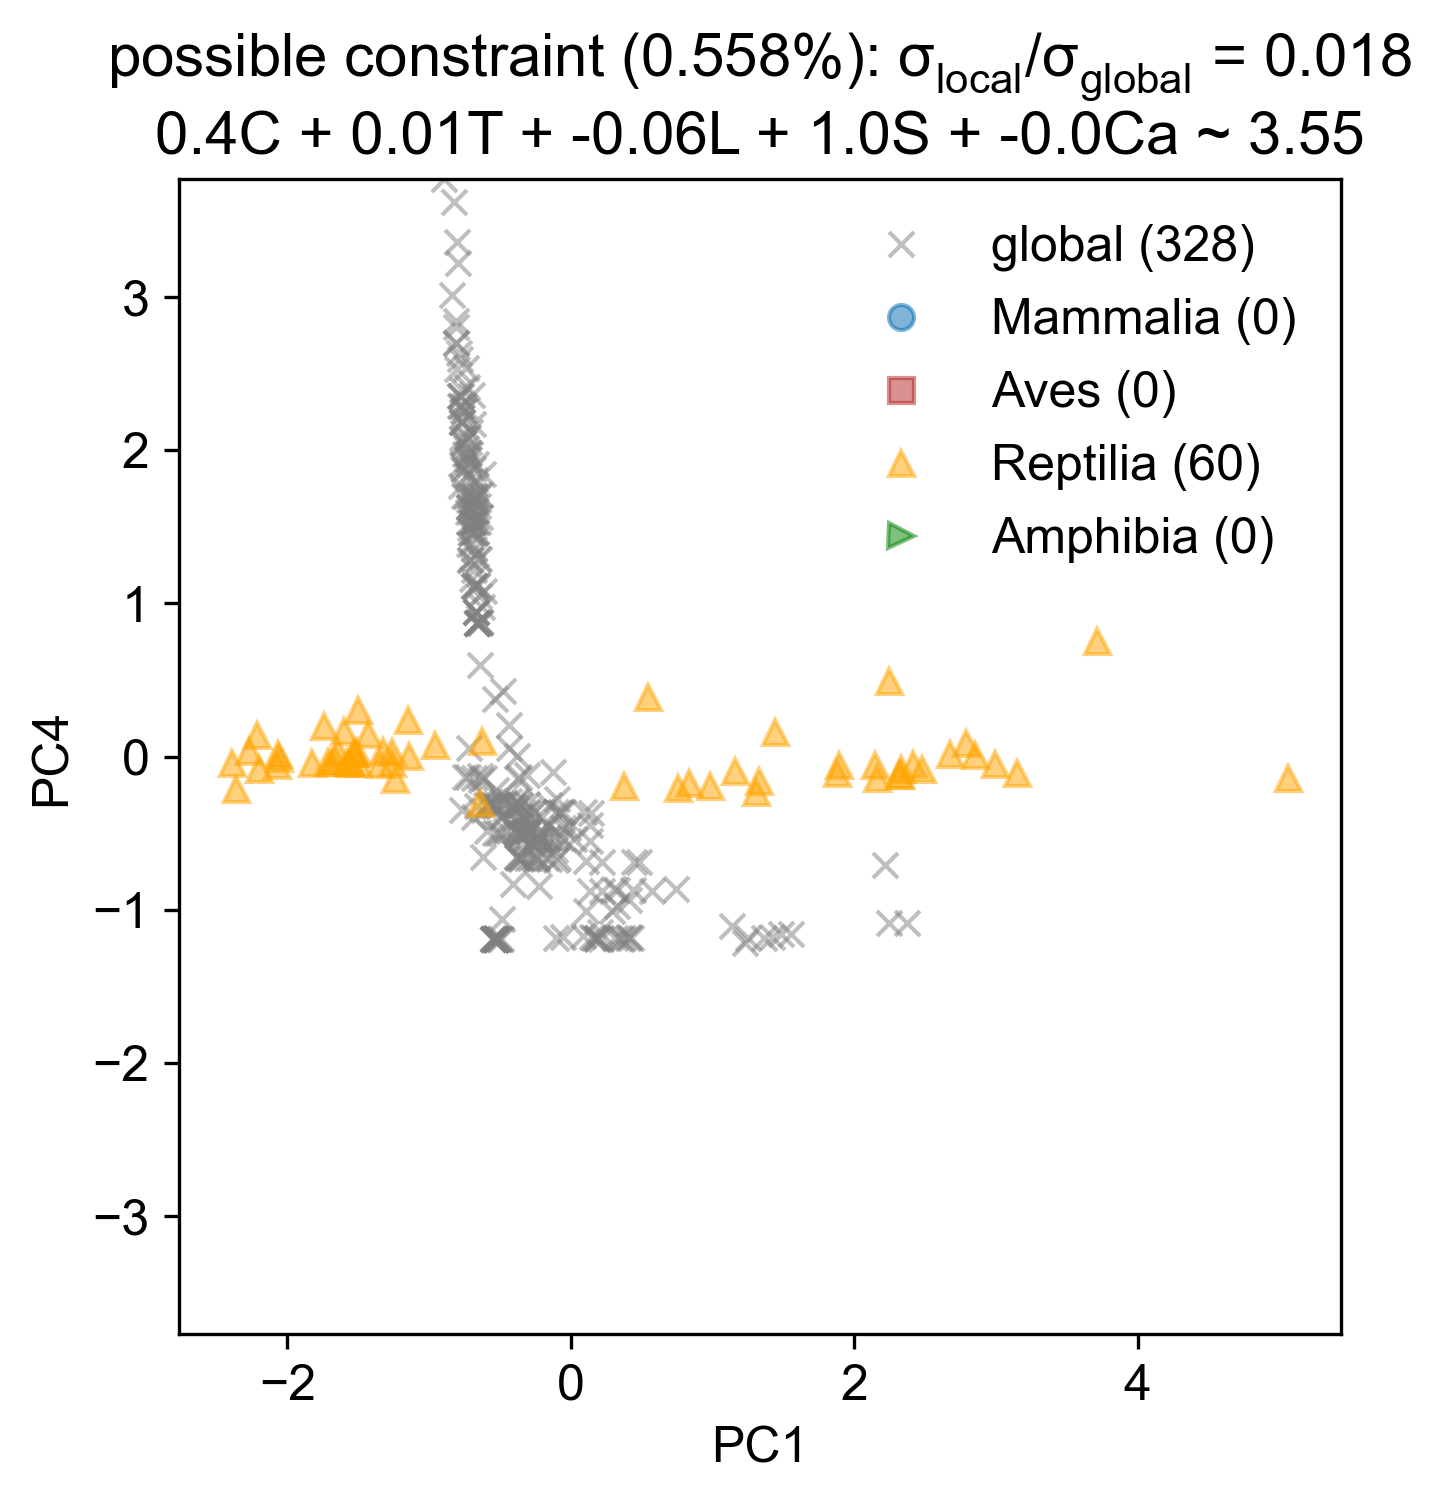 possible constraint (0.558%): σlocal/σglobal = 0.018
0.4C + 0.01T + -0.06L + 1.0S + -0.0Ca ~ 3.55
global (328)
Mammalia (0)
Aves (0)
Reptilia (60)
Amphibia (0)
3
2
1
0
−1
−2
−3
PC4
−2 0 2 4
PC1